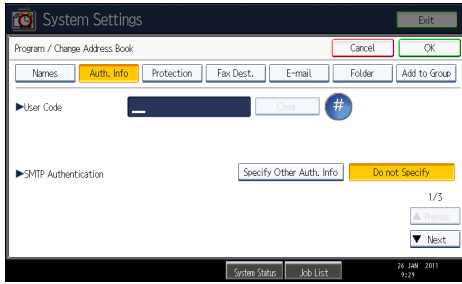 System Settings
Exit
Program / Change Address Book
Cancel
OK
Names
Auth. Info
Protection
Fax Dest.
E-mail
Folder
Add to Group
►User Code
Clear
#
►SMTP Authentication
Specify Other Auth. Info
Do not Specify
1/3
▲ Previous
▼ Next
System Status
Job List
26 JAN 2011
9:29